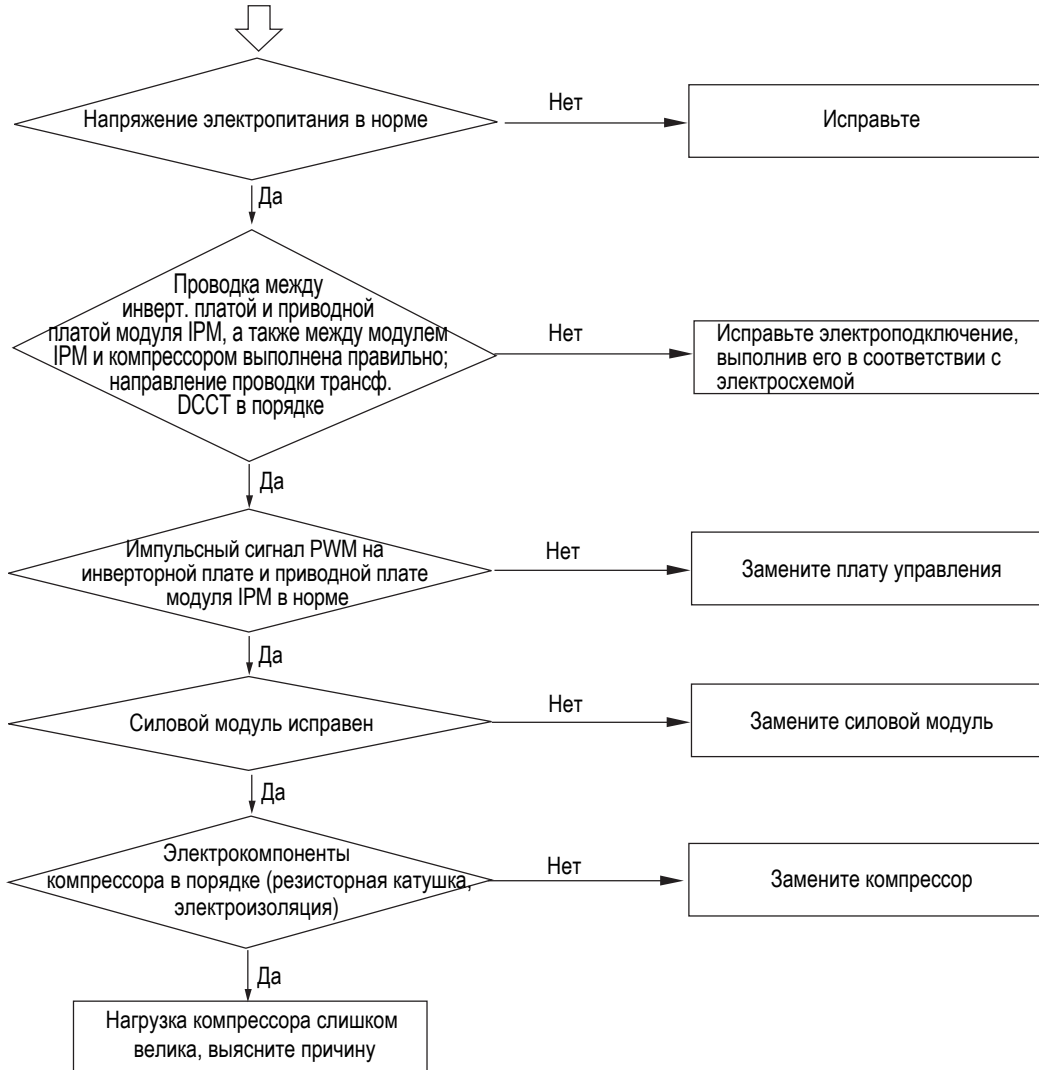 Напряжение электропитания в норме
Нет
Исправьте
Да
Проводка между
инверт. платой и приводной
платой модуля IPM, а также между модулем
IPM и компрессором выполнена правильно;
направление проводки трансф.
DCCT в порядке
Нет
Исправьте электроподключение,
выполнив его в соответствии с
электросхемой
Да
Импульсный сигнал PWM на
инверторной плате и приводной плате
модуля IPM в норме
Нет
Замените плату управления
Да
Силовой модуль исправен
Нет
Замените силовой модуль
Да
Электрокомпоненты
компрессора в порядке (резисторная катушка,
электроизоляция)
Нет
Замените компрессор
Да
Нагрузка компрессора слишком
велика, выясните причину